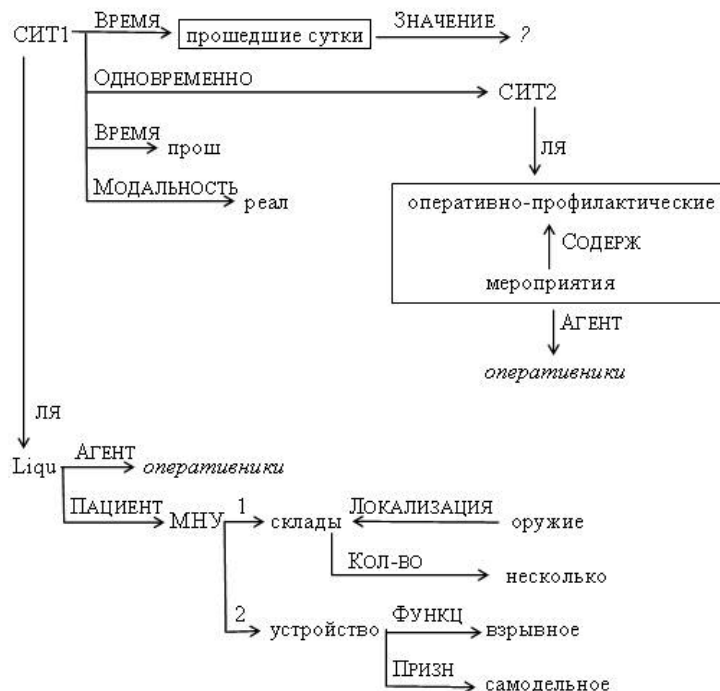 СИТ1 ВРЕМЯ прошедшие сутки ЗНАЧЕНИЕ ?
ОДНОВРЕМЕННО СИТ2
ВРЕМЯ прош ЛЯ
МОДАЛЬНОСТЬ реал
оперативно-профилактические
СОДЕРЖ
мероприятия
АГЕНТ
оперативники
ЛЯ
Liqu АГЕНТ оперативники
ПАЦИЕНТ МНУ 1 склады ЛОКАЛИЗАЦИЯ оружие
КОЛ-ВО несколько
2 устройство ФУНКЦ взрывное
ПРИЗН самодельное